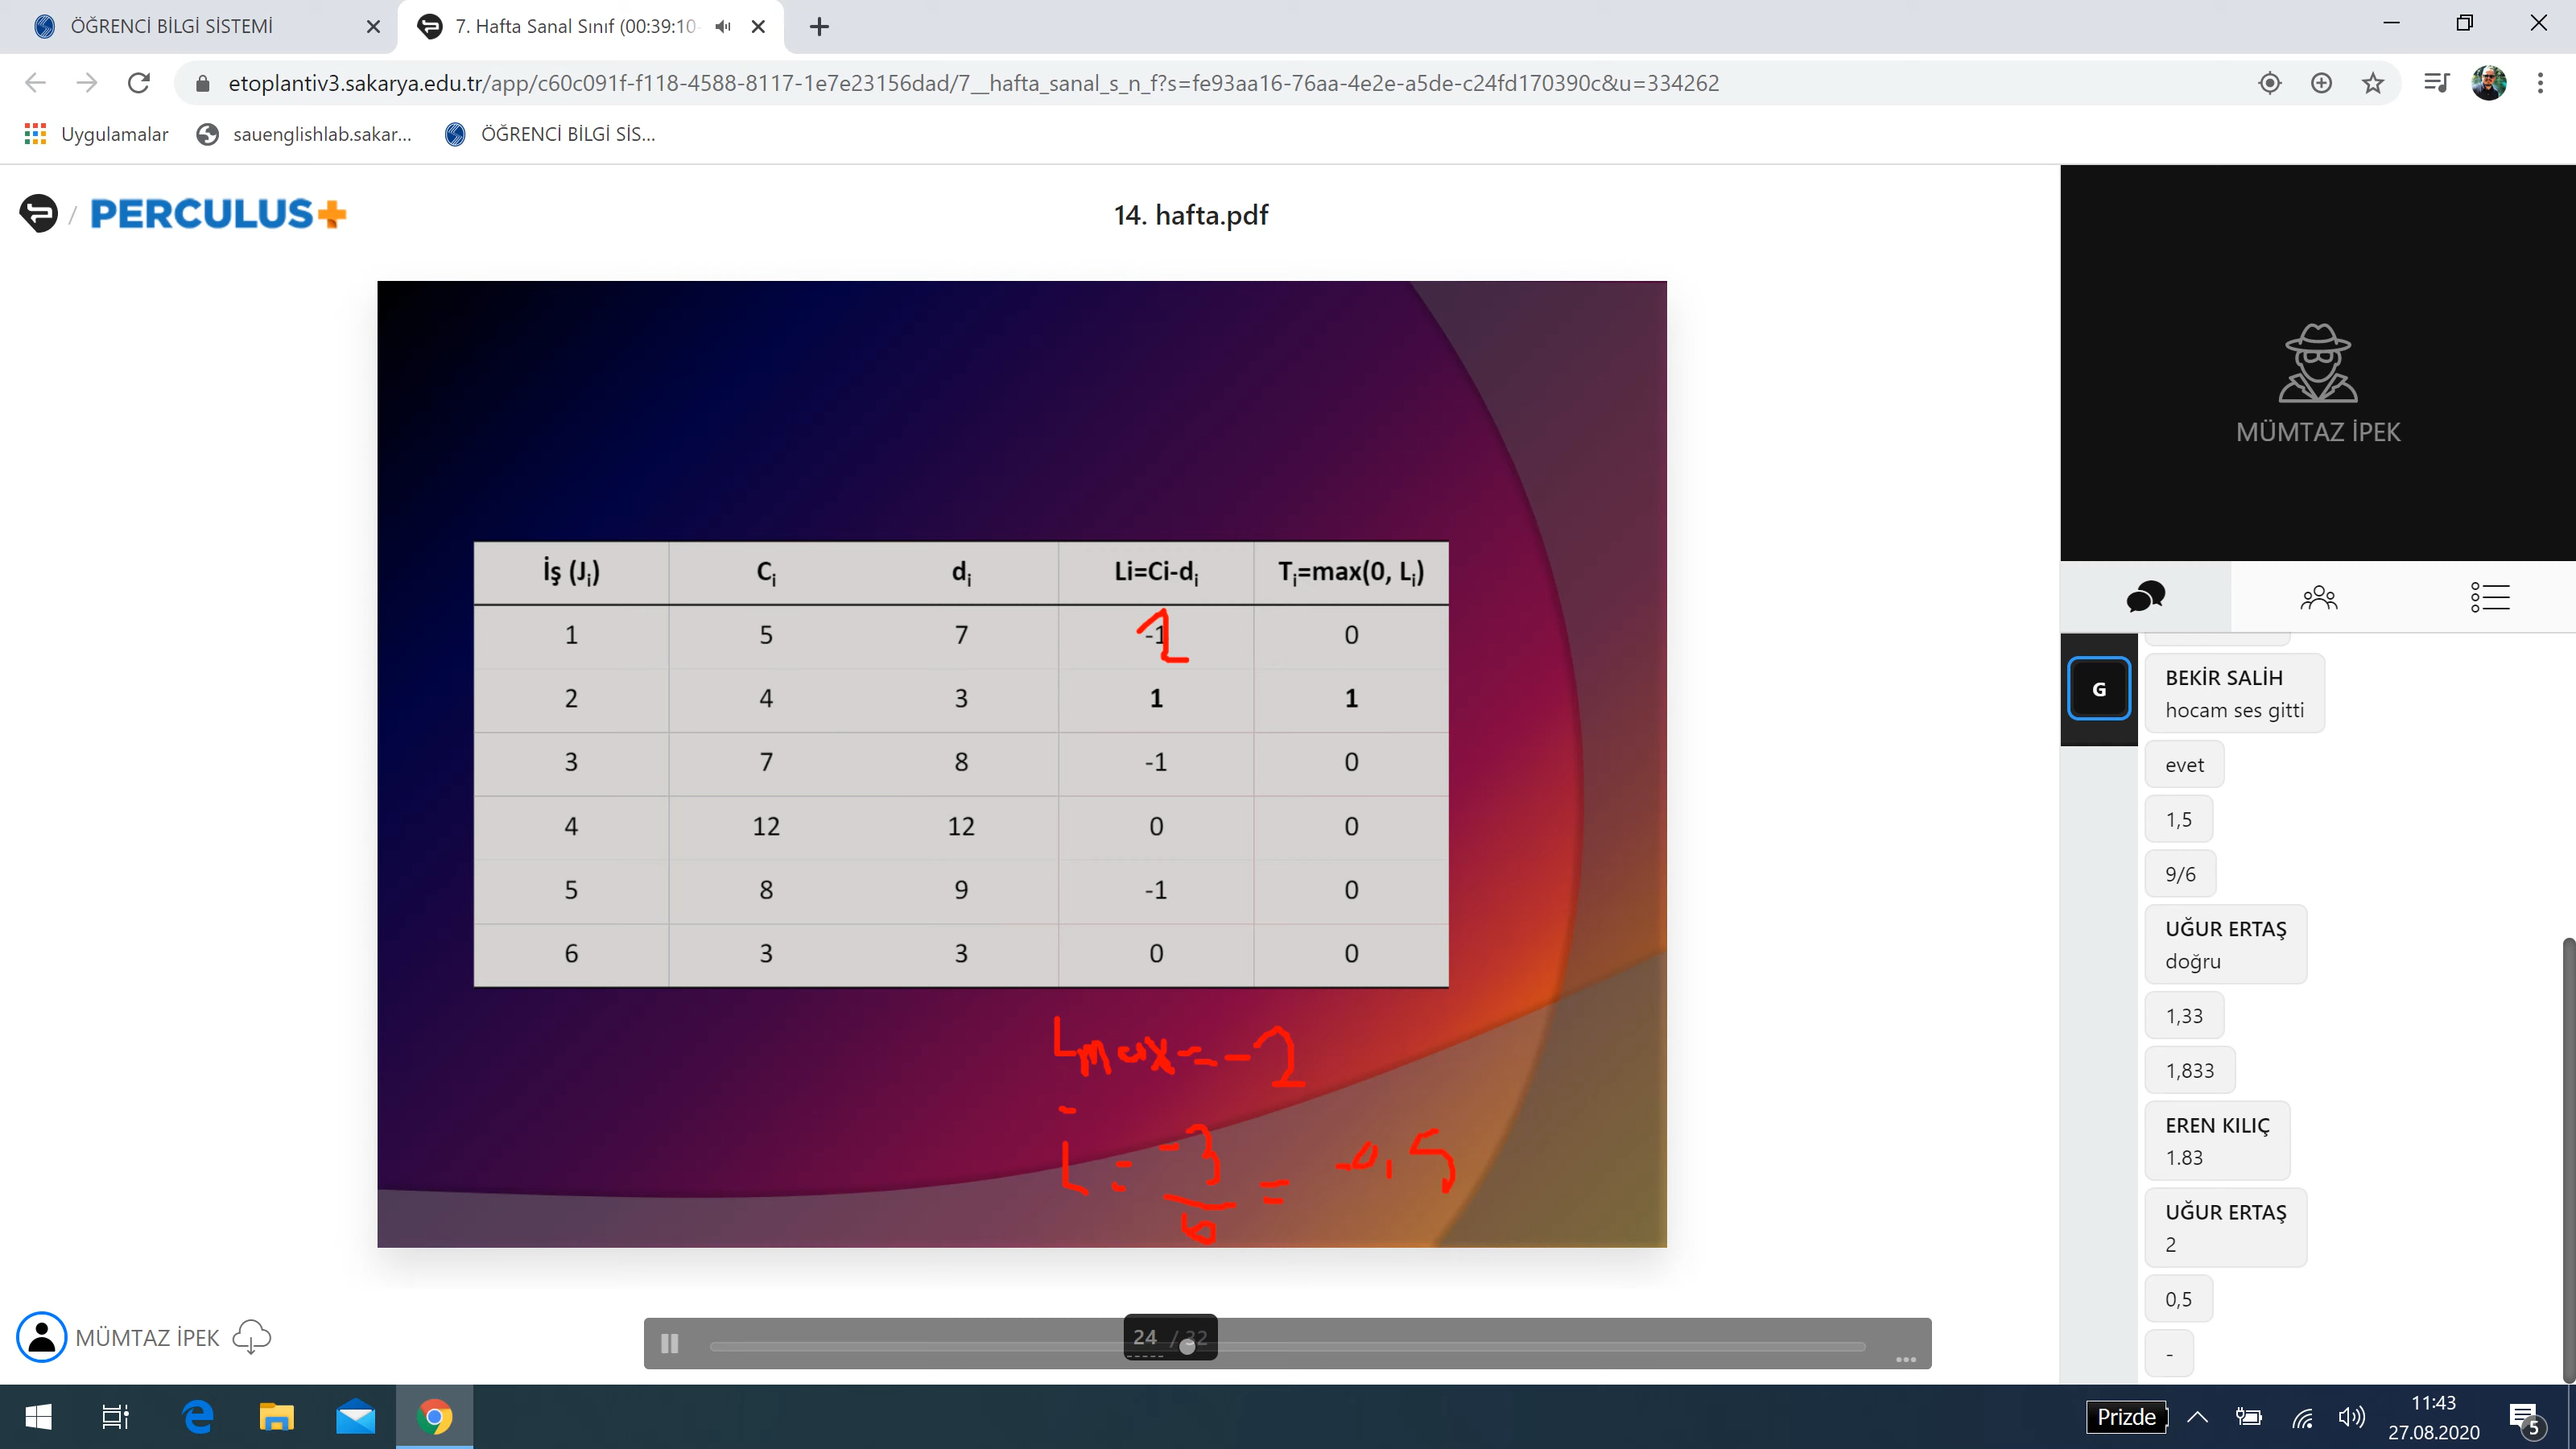 ÖĞRENCİ BİLGİ SİSTEMİ
7. Hafta Sanal Sınıf (00:39:10-
etoplantiv3.sakarya.edu.tr/app/c60c091f-f118-4588-8117-1e7e23156dad/7__hafta_sanal_s_n_f?s=fe93aa16-76aa-4e2e-a5de-c24fd170390c&u=334262
Uygulamalar
sauenglishlab.sakar...
ÖĞRENCİ BİLGİ SİS...
/ PERCULUS+
14. hafta.pdf
MÜMTAZ İPEK
İş (Ji) Ci di Li=Ci-di Ti=max(0, Li)
1 5 7 -1 0
2 4 3 1 1
3 7 8 -1 0
4 12 12 0 0
5 8 9 -1 0
6 3 3 0 0
Lmax=-2
L = -3/6 = -0,5
G
BEKİR SALİH
hocam ses gitti
evet
1,5
9/6
UĞUR ERTAŞ
doğru
1,33
1,833
EREN KILIÇ
1.83
UĞUR ERTAŞ
2
0,5
-
MÜMTAZ İPEK
24 / 32
Prizde
11:43
27.08.2020
5